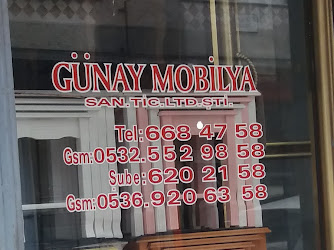 GÜNAY MOBİLYA
SAN.TİC.LTD.ŞTİ.
Tel:668 47 58
Gsm:0532.552 98 58
Şube:620 21 58
Gsm:0536.920 63 58